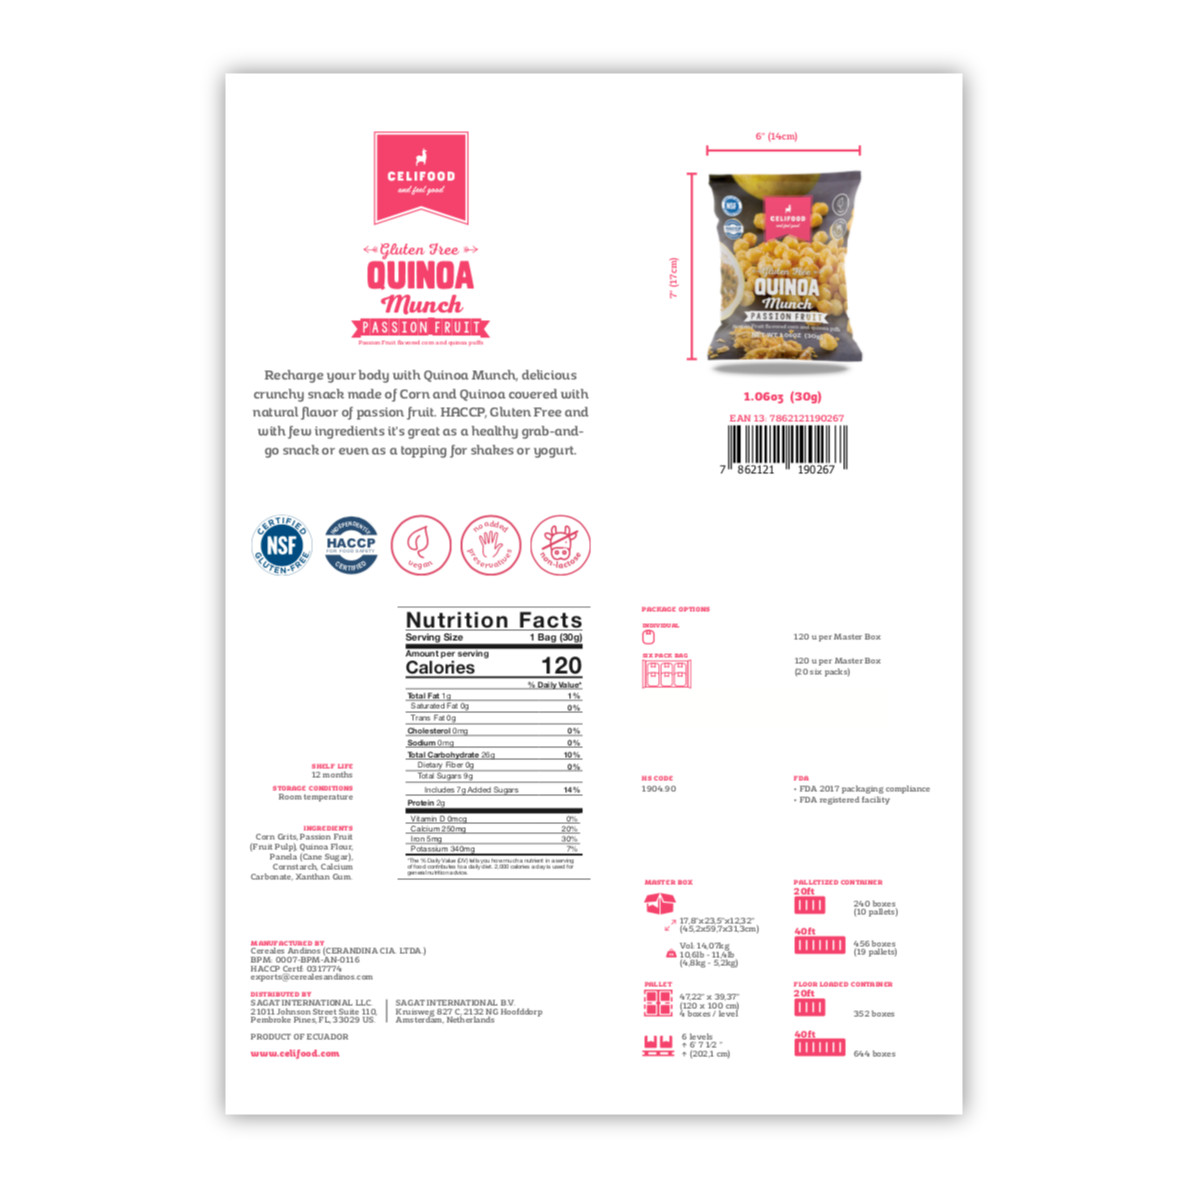 CELIFOOD
and feel good
Gluten Free
QUINOA
Munch
PASSION FRUIT
Passion Fruit flavored corn and quinoa puffs
Recharge your body with Quinoa Munch, delicious
crunchy snack made of Corn and Quinoa covered with
natural flavor of passion fruit. HACCP, Gluten Free and
with few ingredients it's great as a healthy grab-and-
go snack or even as a topping for shakes or yogurt.
6" (14cm)
7" (17cm)
NSF
CELIFOOD
and feel good
Gluten Free
QUINOA
Munch
PASSION FRUIT
1.06oz (30g)
EAN 13: 7862121190267
7 862121 190267
CERTIFIED
NSF
GLUTEN-FREE
INDEPENDENTLY
HACCP
FOR FOOD SAFETY
CERTIFIED
vegan
no added
preservatives
non-lactose
Nutrition Facts
Serving Size 1 Bag (30g)
Amount per serving
Calories 120
% Daily Value*
Total Fat 1g 1%
Saturated Fat 0g 0%
Trans Fat 0g
Cholesterol 0mg 0%
Sodium 0mg 0%
Total Carbohydrate 26g 10%
Dietary Fiber 0g 0%
Total Sugars 9g
Includes 7g Added Sugars 14%
Protein 2g
Vitamin D 0mcg 0%
Calcium 250mg 20%
Iron 5mg 30%
Potassium 340mg 7%
*The % Daily Value (DV) tells you how much a nutrient in a serving
of food contributes to a daily diet. 2,000 calories a day is used for
general nutrition advice.
SHELF LIFE
12 months
STORAGE CONDITIONS
Room temperature
INGREDIENTS
Corn Grits, Passion Fruit
(Fruit Pulp), Quinoa Flour,
Panela (Cane Sugar),
Cornstarch, Calcium
Carbonate, Xanthan Gum.
MANUFACTURED BY
Cereales Andinos (CERANDINA CIA. LTDA.)
BPM: 0007-BPM-AN-0116
HACCP Certf: 0317774
exports@cerealesandinos.com
DISTRIBUTED BY
SAGAT INTERNATIONAL LLC.
21011 Johnson Street Suite 110,
Pembroke Pines, FL, 33029 US.
SAGAT INTERNATIONAL B.V.
Kruisweg 827 C, 2132 NG Hoofddorp
Amsterdam, Netherlands
PRODUCT OF ECUADOR
www.celifood.com
PACKAGE OPTIONS
INDIVIDUAL
120 u per Master Box
SIX PACK BAG
120 u per Master Box
(20 six packs)
HS CODE
1904.90
FDA
• FDA 2017 packaging compliance
• FDA registered facility
MASTER BOX
17,8"x23,5"x12,32"
(45,2x59,7x31,3cm)
Vol: 14,07kg
10,6lb - 11,4lb
(4,8kg - 5,2kg)
PALLET
47,22" x 39,37"
(120 x 100 cm)
4 boxes / level
6 levels
↑ 6' 7 1/2 "
↑ (202,1 cm)
PALLETIZED CONTAINER
20ft
240 boxes
(10 pallets)
40ft
456 boxes
(19 pallets)
FLOOR LOADED CONTAINER
20ft
352 boxes
40ft
644 boxes